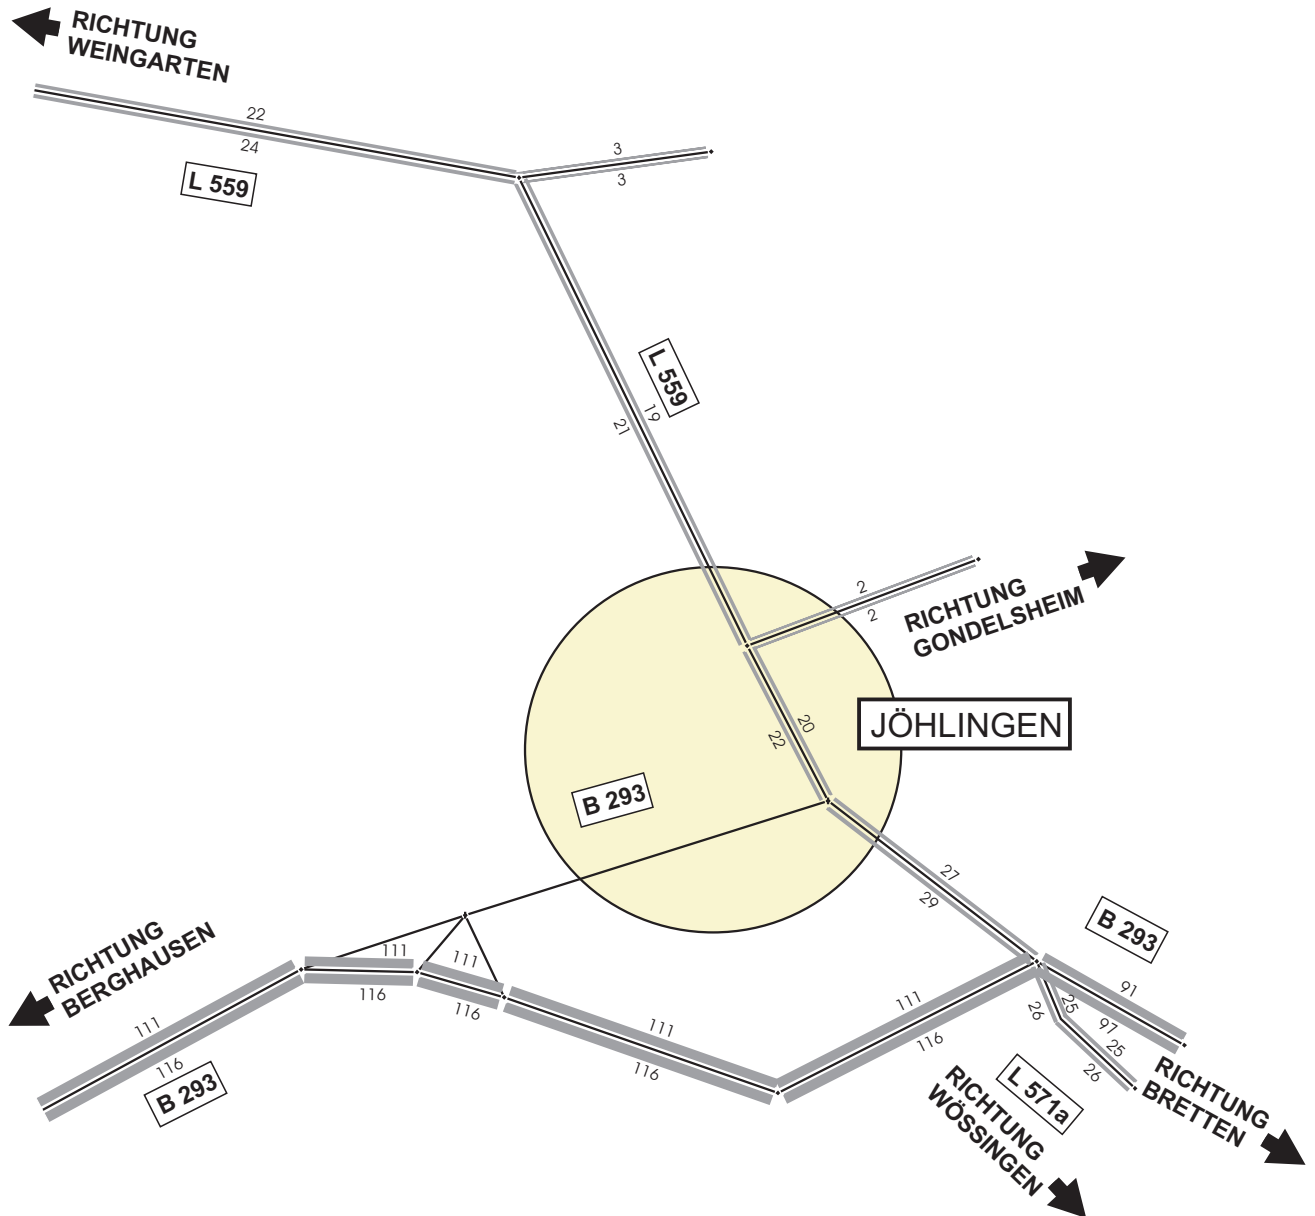 RICHTUNG
WEINGARTEN
22
24
L 559
3
3
L 559
19
21
2
2
RICHTUNG
GONDELSHEIM
JÖHLINGEN
20
22
B 293
27
29
B 293
RICHTUNG
BERGHAUSEN
111
111
116
116
111
116
B 293
111
116
111
116
91
97
25
26
25
26
L 571a
RICHTUNG
WÖSSINGEN
RICHTUNG
BRETTEN